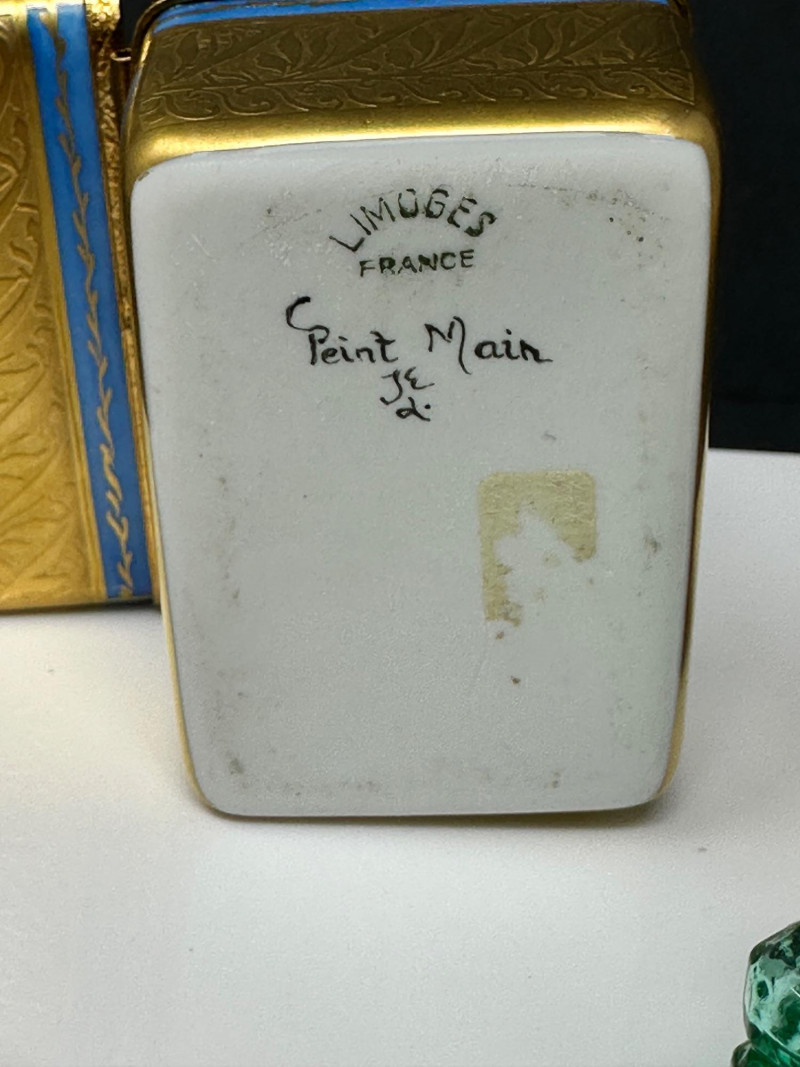 LIMOGES
FRANCE
Peint Main